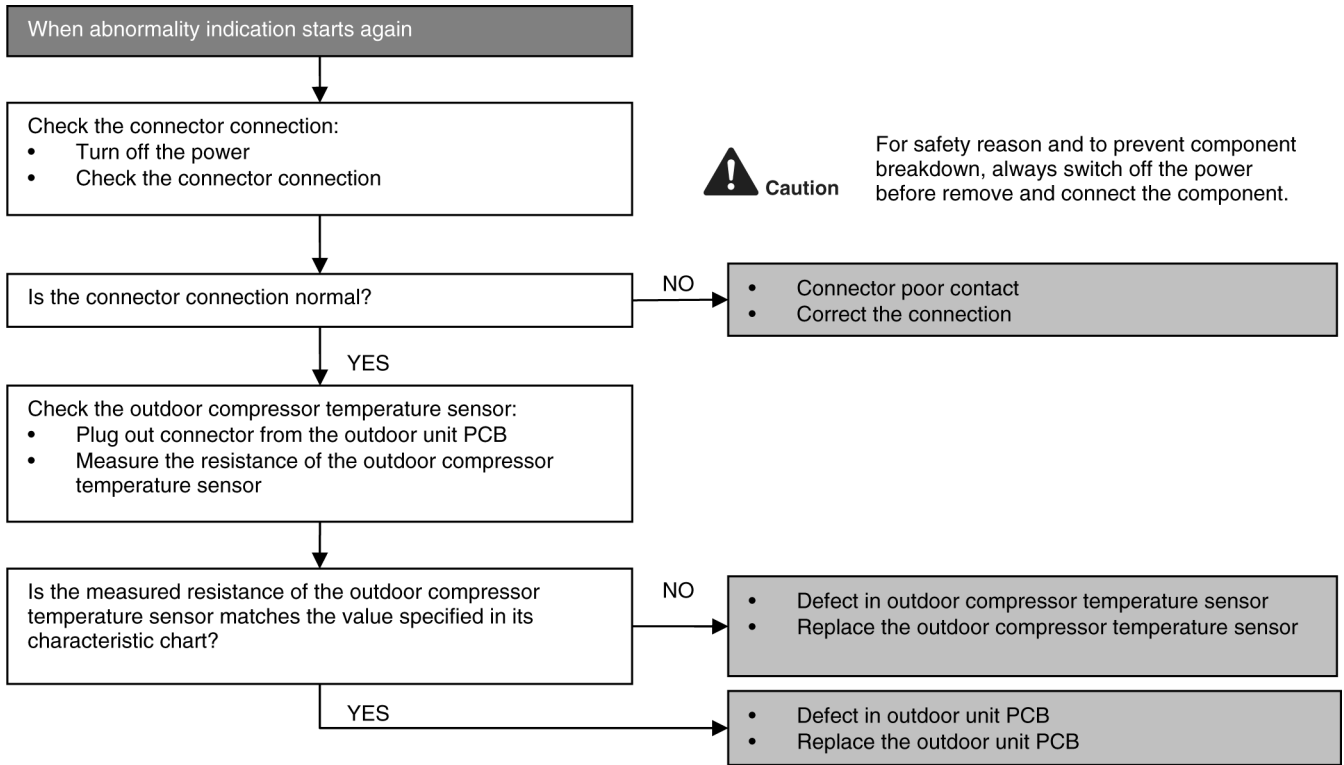 When abnormality indication starts again
Check the connector connection:
• Turn off the power
• Check the connector connection
Caution
For safety reason and to prevent component
breakdown, always switch off the power
before remove and connect the component.
Is the connector connection normal?
NO
• Connector poor contact
• Correct the connection
YES
Check the outdoor compressor temperature sensor:
• Plug out connector from the outdoor unit PCB
• Measure the resistance of the outdoor compressor
temperature sensor
Is the measured resistance of the outdoor compressor
temperature sensor matches the value specified in its
characteristic chart?
NO
• Defect in outdoor compressor temperature sensor
• Replace the outdoor compressor temperature sensor
YES
• Defect in outdoor unit PCB
• Replace the outdoor unit PCB